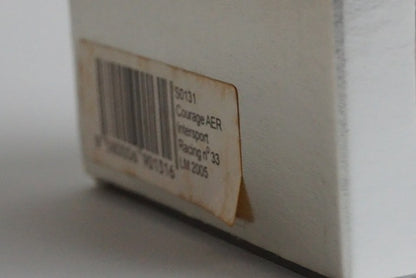 S0131
Courage AER
Intersport
Racing n°33
LM 2005